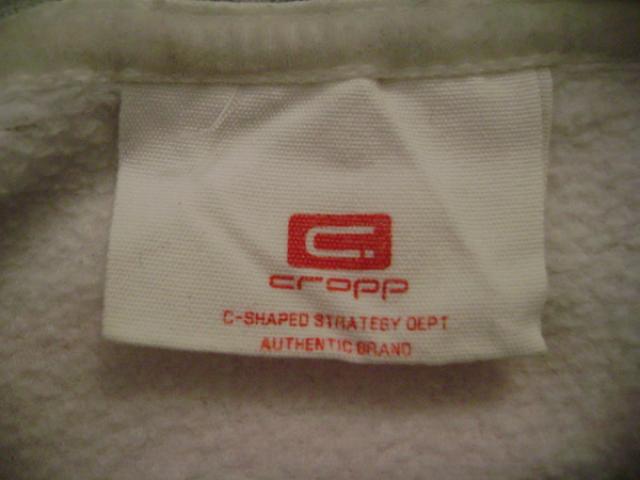 cropp
C-SHAPED STRATEGY DEPT
AUTHENTIC BRAND